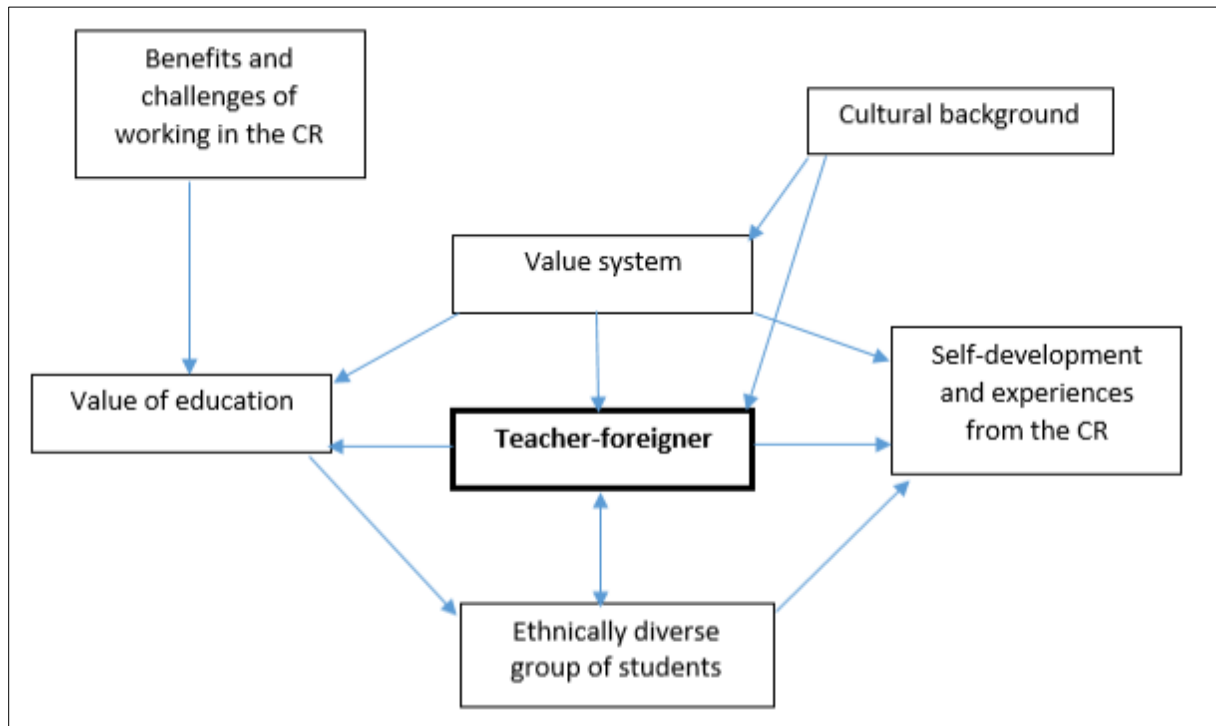 Benefits and
challenges of
working in the CR
Cultural background
Value system
Self-development
and experiences
from the CR
Value of education
Teacher-foreigner
Ethnically diverse
group of students